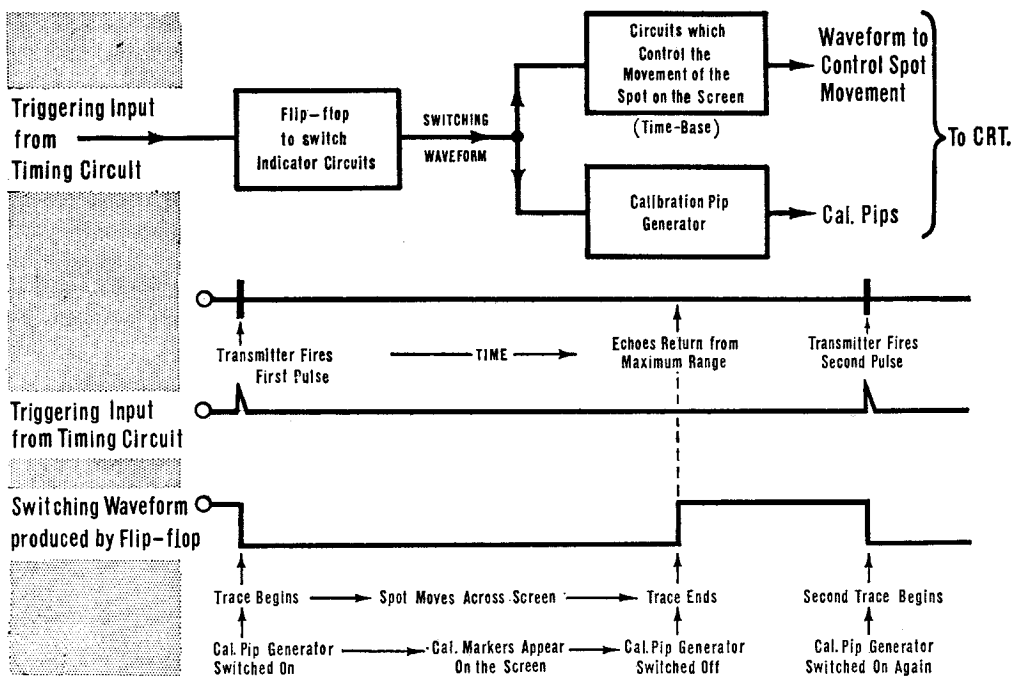 Triggering Input
from
Timing Circuit
Flip-flop
to switch
Indicator Circuits
SWITCHING
WAVEFORM
Circuits which
Control the
Movement of the
Spot on the Screen
(Time-Base)
Calibration Pip
Generator
Waveform to
Control Spot
Movement
Cal. Pips
To CRT.
Transmitter Fires
First Pulse
TIME
Echoes Return from
Maximum Range
Transmitter Fires
Second Pulse
Triggering Input
from Timing Circuit
Switching Waveform
produced by Flip-flop
Trace Begins
Spot Moves Across Screen
Trace Ends
Second Trace Begins
Cal. Pip Generator
Switched On
Cal. Markers Appear
On the Screen
Cal. Pip Generator
Switched Off
Cal. Pip Generator
Switched On Again